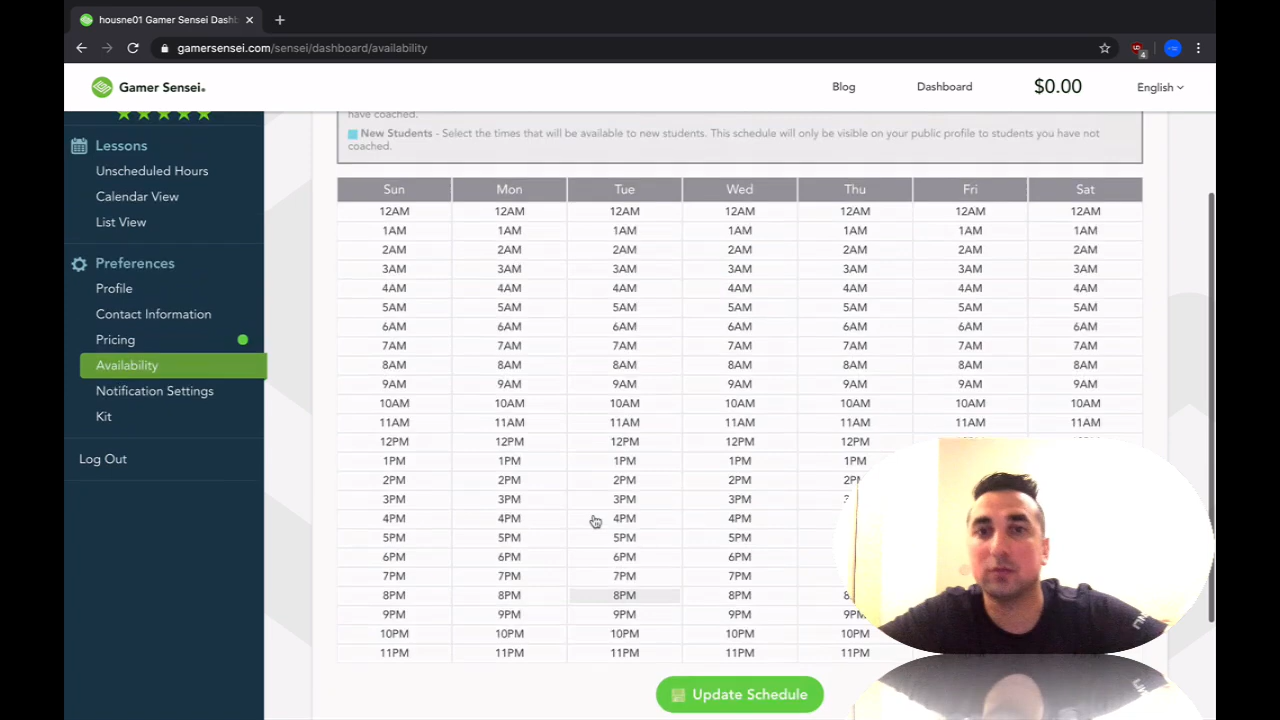 housne01 Gamer Sensei Dashb
gamersensei.com/sensei/dashboard/availability
4
Gamer Sensei.
Blog
Dashboard
$0.00
English
Lessons
Unscheduled Hours
Calendar View
List View
Preferences
Profile
Contact Information
Pricing
Availability
Notification Settings
Kit
Log Out
have coached.
New Students - Select the times that will be available to new students. This schedule will only be visible on your public profile to students you have not
coached.
Sun Mon Tue Wed Thu Fri Sat
12AM 12AM 12AM 12AM 12AM 12AM 12AM
1AM 1AM 1AM 1AM 1AM 1AM 1AM
2AM 2AM 2AM 2AM 2AM 2AM 2AM
3AM 3AM 3AM 3AM 3AM 3AM 3AM
4AM 4AM 4AM 4AM 4AM 4AM 4AM
5AM 5AM 5AM 5AM 5AM 5AM 5AM
6AM 6AM 6AM 6AM 6AM 6AM 6AM
7AM 7AM 7AM 7AM 7AM 7AM 7AM
8AM 8AM 8AM 8AM 8AM 8AM 8AM
9AM 9AM 9AM 9AM 9AM 9AM 9AM
10AM 10AM 10AM 10AM 10AM 10AM 10AM
11AM 11AM 11AM 11AM 11AM 11AM 11AM
12PM 12PM 12PM 12PM 12PM
1PM 1PM 1PM 1PM 1PM
2PM 2PM 2PM 2PM 2PM
3PM 3PM 3PM 3PM
4PM 4PM 4PM 4PM
5PM 5PM 5PM 5PM
6PM 6PM 6PM 6PM
7PM 7PM 7PM 7PM
8PM 8PM 8PM 8PM 8
9PM 9PM 9PM 9PM 9PM
10PM 10PM 10PM 10PM 10PM
11PM 11PM 11PM 11PM 11PM
Update Schedule